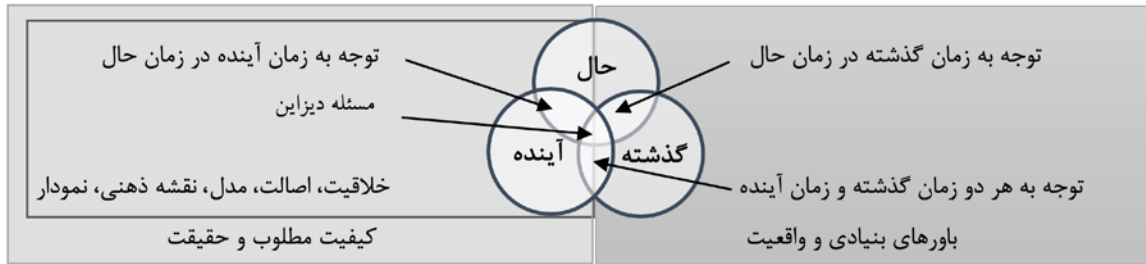 حال
توجه به زمان گذشته در زمان حال
توجه به زمان آینده در زمان حال
مسئله دیزاین
گذشته
آینده
توجه به هر دو زمان گذشته و زمان آینده
خلاقیت، اصالت، مدل، نقشه ذهنی، نمودار
باورهای بنیادی و واقعیت
کیفیت مطلوب و حقیقت